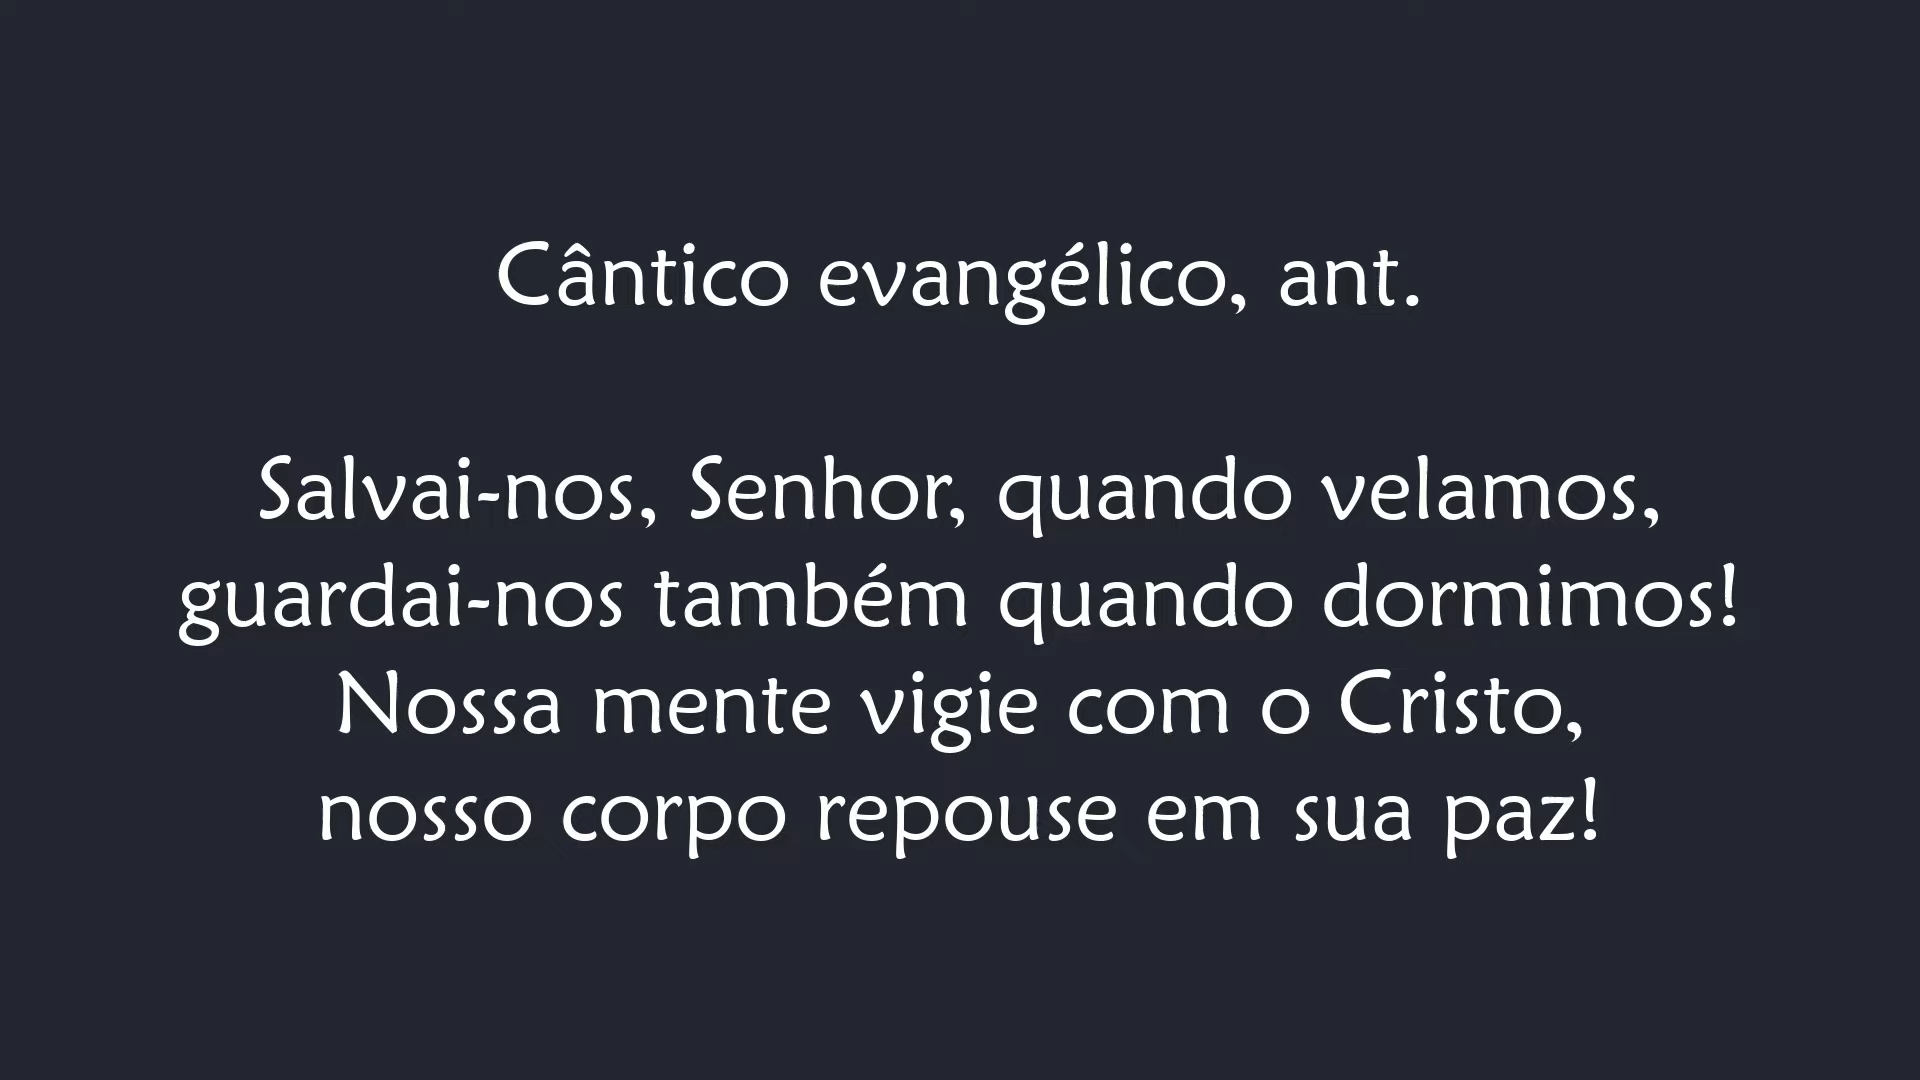 Cântico evangélico, ant.
Salvai-nos, Senhor, quando velamos,
guardai-nos também quando dormimos!
Nossa mente vigie com o Cristo,
nosso corpo repouse em sua paz!